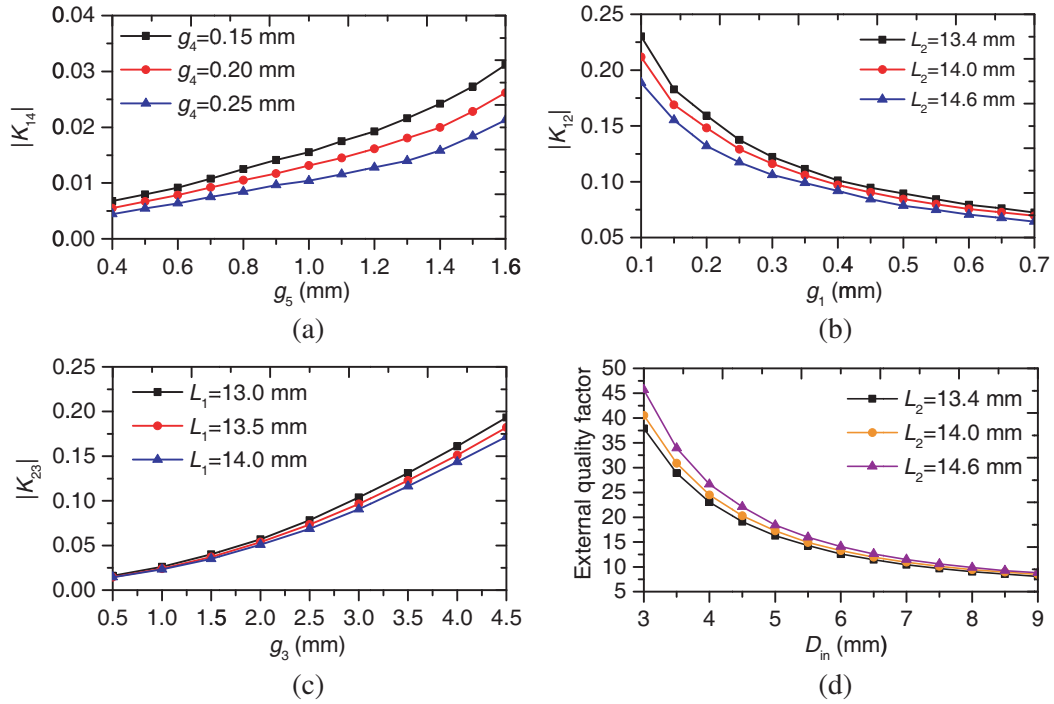 g4=0.15 mm
g4=0.20 mm
g4=0.25 mm
|K14|
0.04
0.03
0.02
0.01
0.00
0.4 0.6 0.8 1.0 1.2 1.4 1.6
g5 (mm)
(a)
L2=13.4 mm
L2=14.0 mm
L2=14.6 mm
|K12|
0.25
0.20
0.15
0.10
0.05
0.1 0.2 0.3 0.4 0.5 0.6 0.7
g1 (mm)
(b)
L1=13.0 mm
L1=13.5 mm
L1=14.0 mm
|K23|
0.25
0.20
0.15
0.10
0.05
0.00
0.5 1.0 1.5 2.0 2.5 3.0 3.5 4.0 4.5
g3 (mm)
(c)
L2=13.4 mm
L2=14.0 mm
L2=14.6 mm
External quality factor
50
45
40
35
30
25
20
15
10
5
3 4 5 6 7 8 9
Din (mm)
(d)